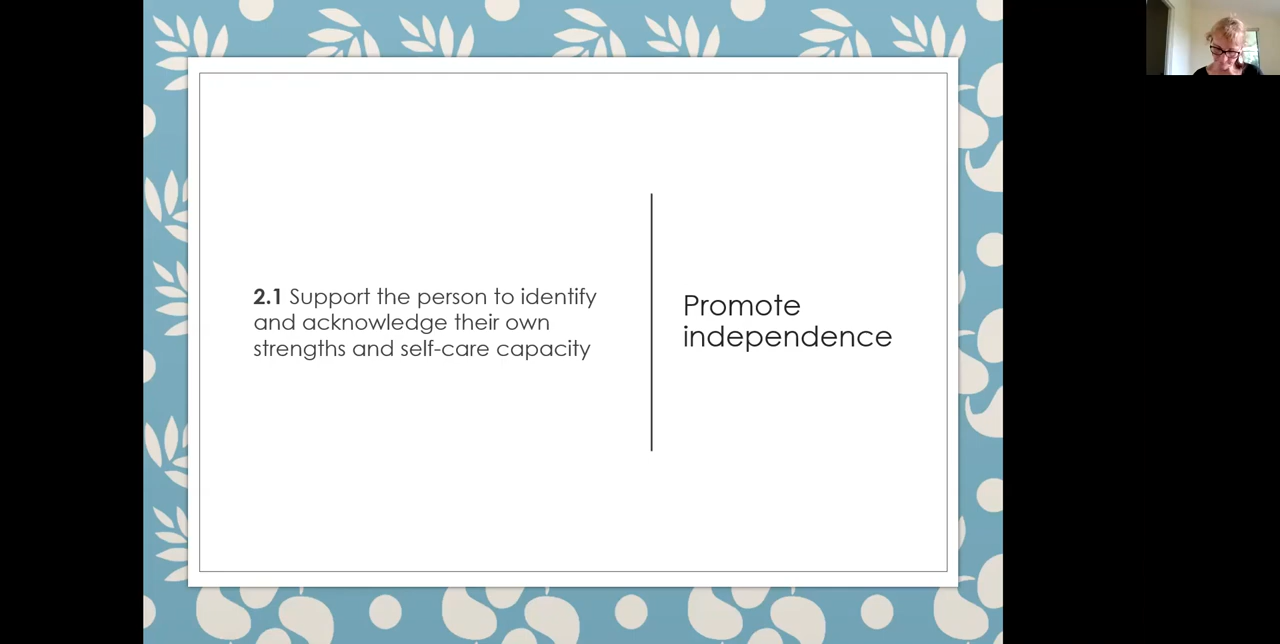 2.1 Support the person to identify
and acknowledge their own
strengths and self-care capacity
Promote
independence